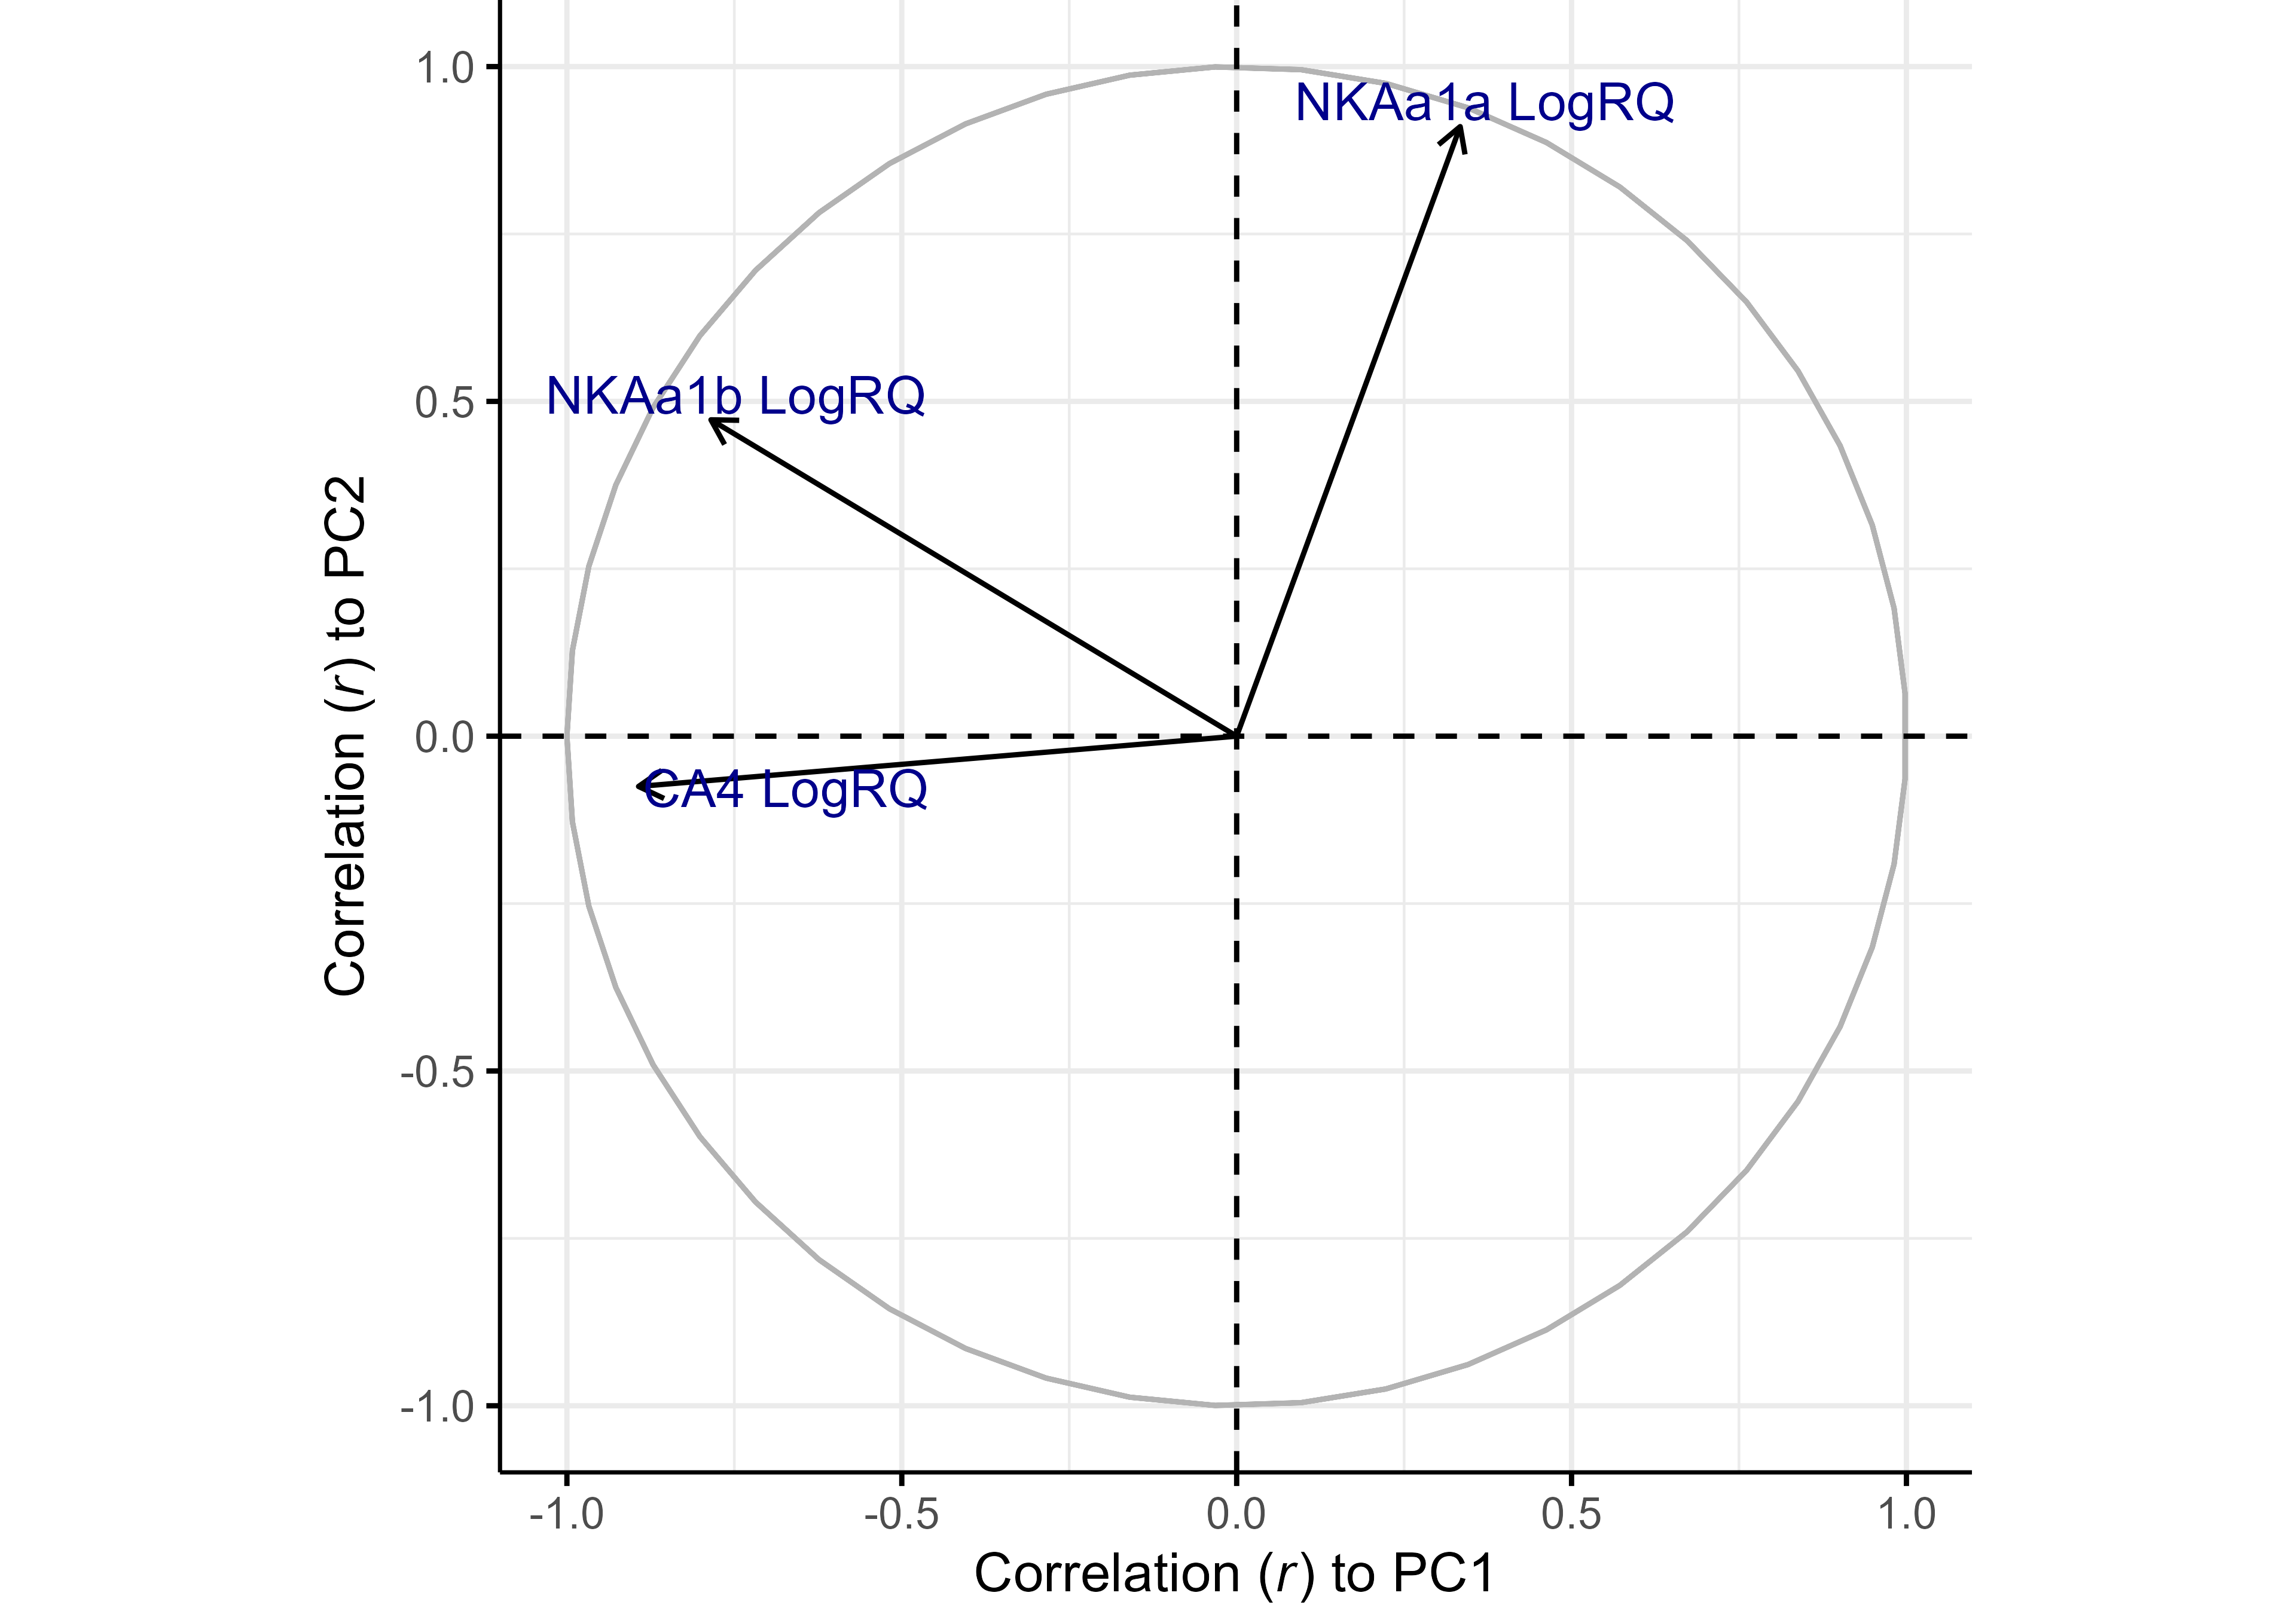 1.0
NKAa1a LogRQ
NKAa1b LogRQ
0.5
Correlation (r) to PC2
0.0
CA4 LogRQ
-0.5
-1.0
-1.0 -0.5 0.0 0.5 1.0
Correlation (r) to PC1